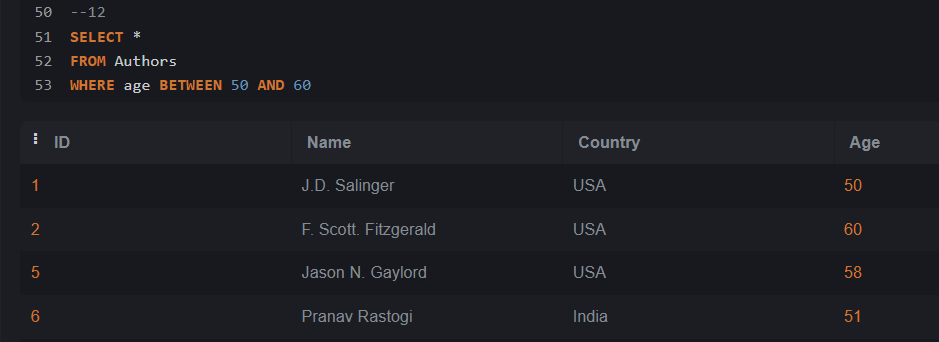 50 --12
51 SELECT *
52 FROM Authors
53 WHERE age BETWEEN 50 AND 60
ID Name Country Age
1 J.D. Salinger USA 50
2 F. Scott. Fitzgerald USA 60
5 Jason N. Gaylord USA 58
6 Pranav Rastogi India 51